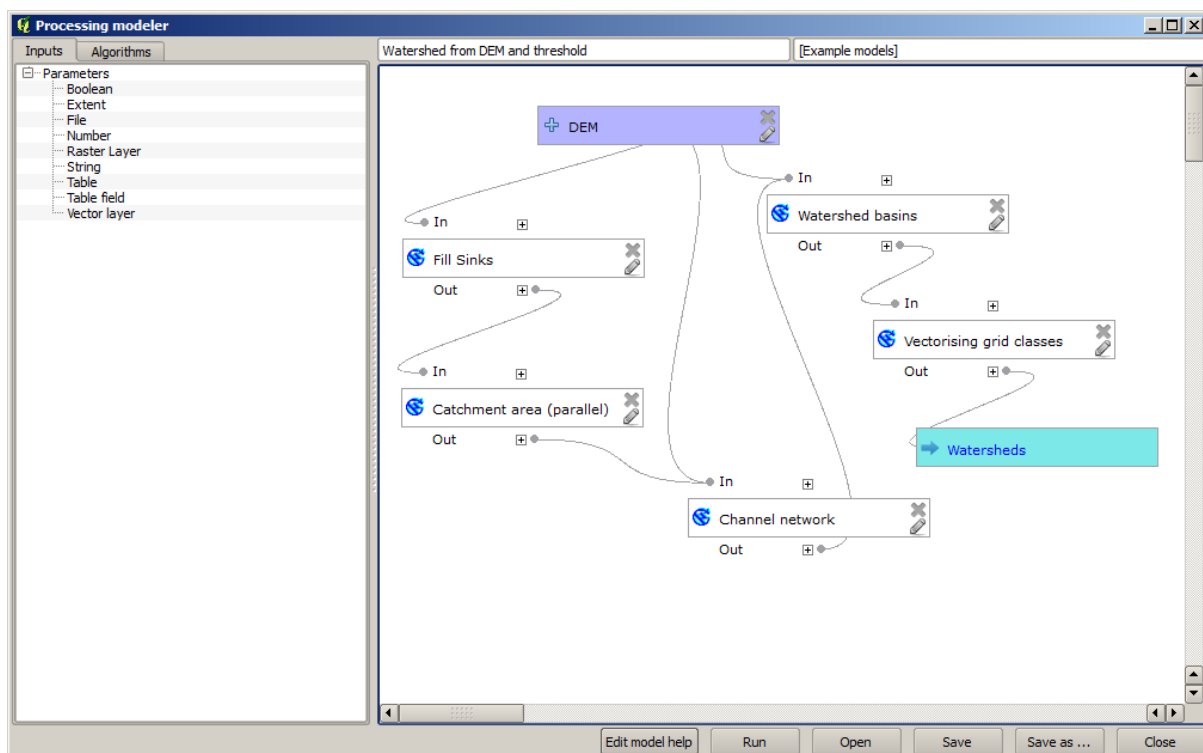 Processing modeler
Inputs
Algorithms
Watershed from DEM and threshold
[Example models]
Parameters
Boolean
Extent
File
Number
Raster Layer
String
Table
Table field
Vector layer
DEM
In
Watershed basins
Out
In
Fill Sinks
Out
In
Vectorising grid classes
Out
In
Catchment area (parallel)
Out
Watersheds
In
Channel network
Out
Edit model help
Run
Open
Save
Save as ...
Close